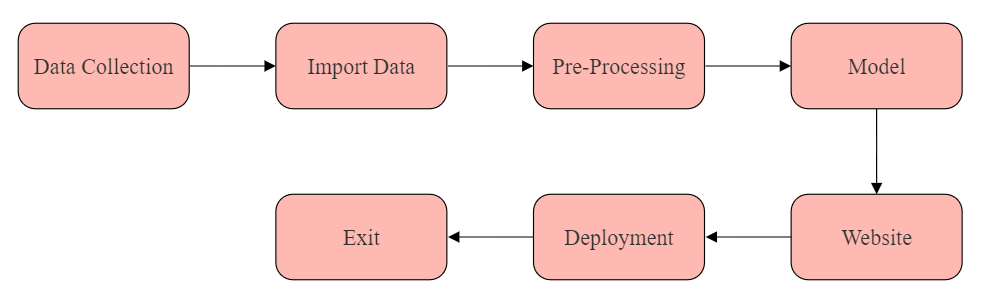 Data Collection
Import Data
Pre-Processing
Model
Website
Deployment
Exit